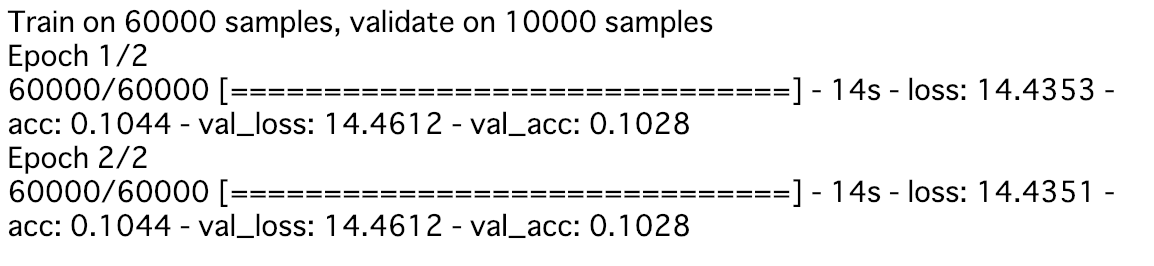 Train on 60000 samples, validate on 10000 samples
Epoch 1/2
60000/60000 [==============================] - 14s - loss: 14.4353 -
acc: 0.1044 - val_loss: 14.4612 - val_acc: 0.1028
Epoch 2/2
60000/60000 [==============================] - 14s - loss: 14.4351 -
acc: 0.1044 - val_loss: 14.4612 - val_acc: 0.1028